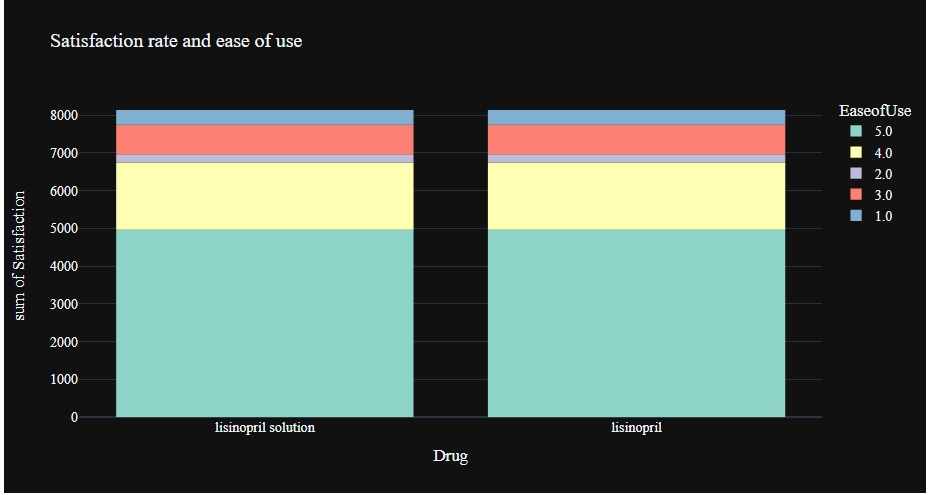 Satisfaction rate and ease of use
8000
7000
6000
5000
4000
3000
2000
1000
0
sum of Satisfaction
lisinopril solution
lisinopril
Drug
EaseofUse
5.0
4.0
2.0
3.0
1.0